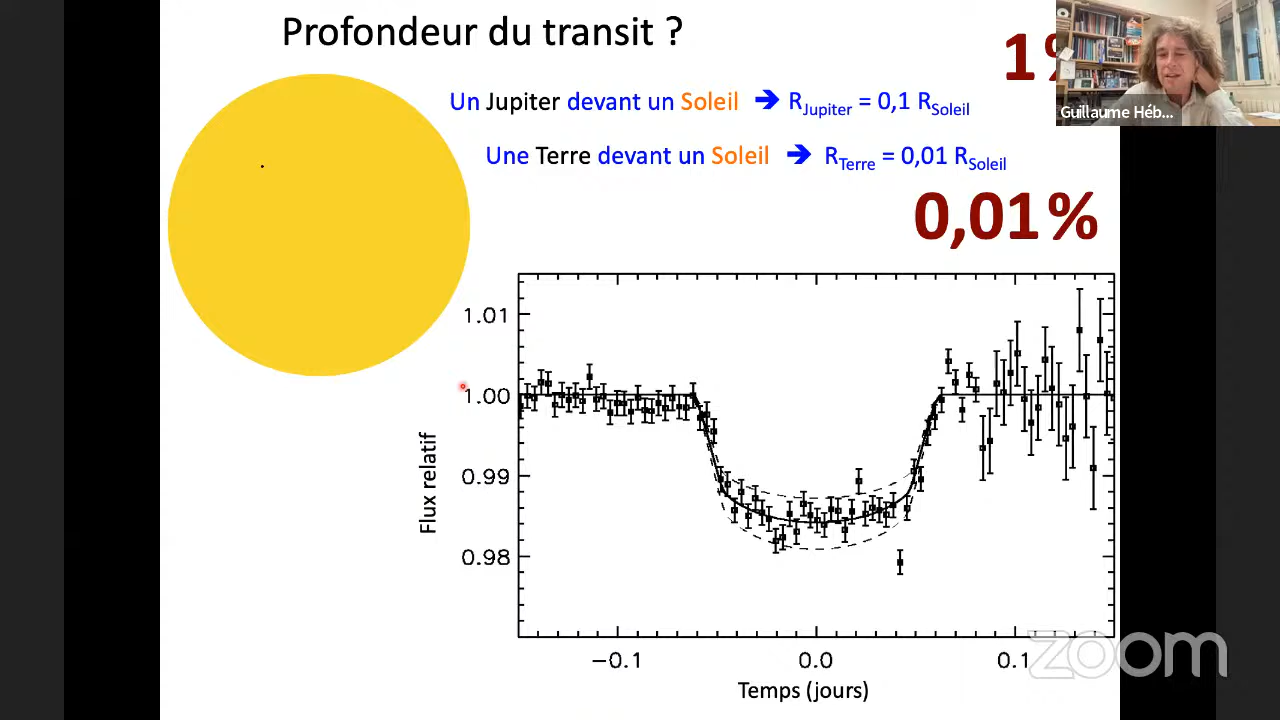 Profondeur du transit ?
1%
Un Jupiter devant un Soleil ➔ RJupiter = 0,1 RSoleil
Guillaume Héb...
Une Terre devant un Soleil ➔ RTerre = 0,01 RSoleil
0,01%
1.01
1.00
0.99
0.98
Flux relatif
−0.1
0.0
0.1
Temps (jours)
zoom